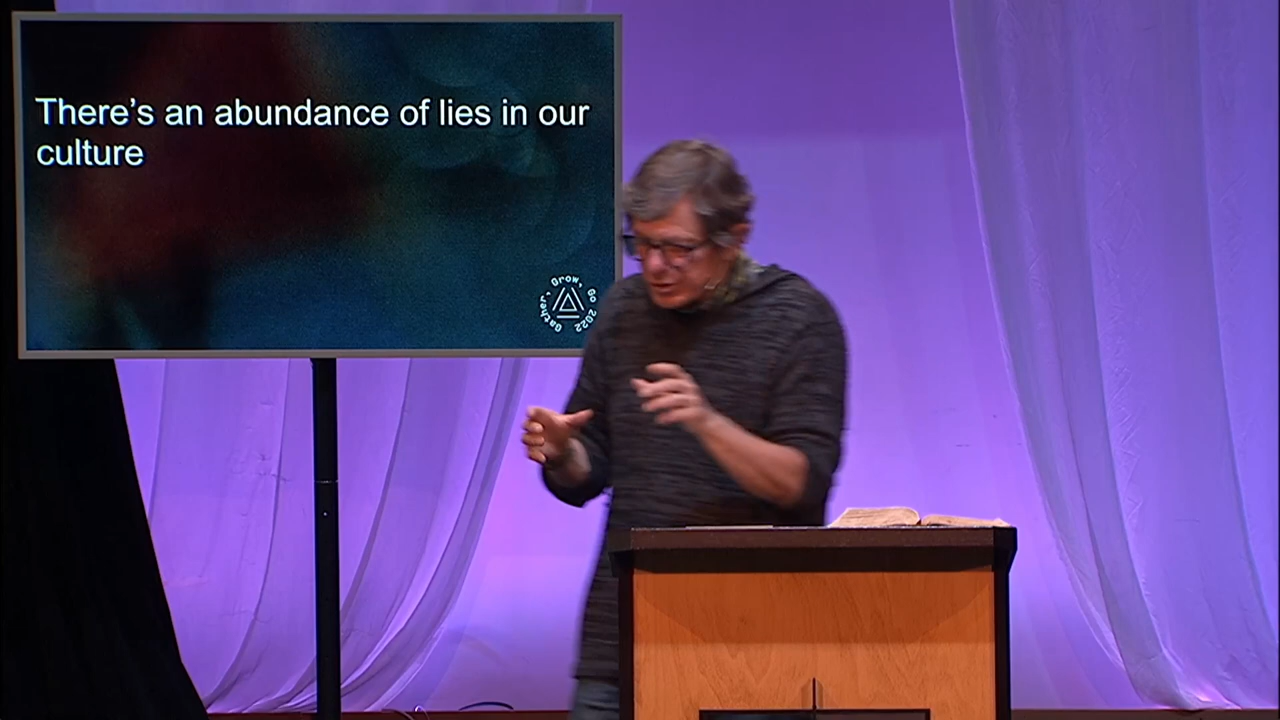 There's an abundance of lies in our
culture
Gather, Grow, Go 2022